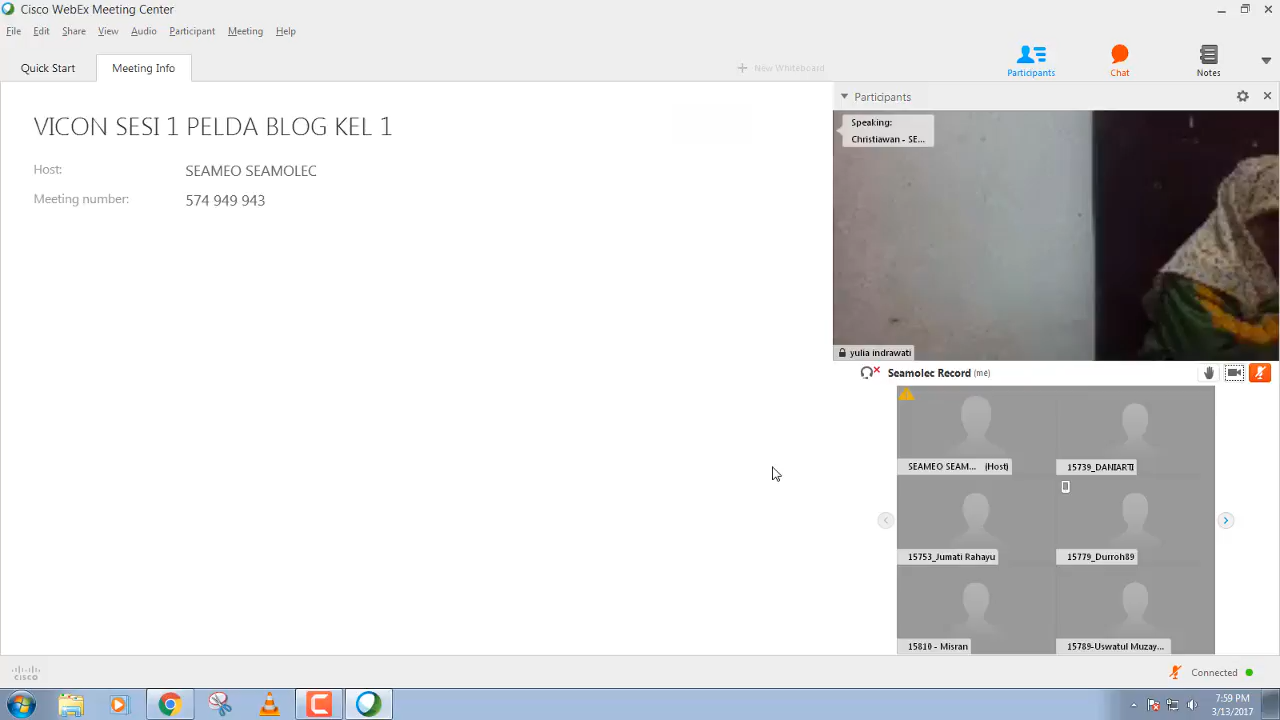 Cisco WebEx Meeting Center
File Edit Share View Audio Participant Meeting Help
Quick Start Meeting Info
New Whiteboard
Participants Chat Notes
VICON SESI 1 PELDA BLOG KEL 1
Host: SEAMEO SEAMOLEC
Meeting number: 574 949 943
Participants
Speaking:
Christiawan - SE...
yulia indrawati
Seamolec Record (me)
SEAMEO SEAM... (Host)
15739_DANIARTI
15753_Jumati Rahayu
15779_Durroh89
15810 - Misran
15789-Uswatul Muzay...
cisco
Connected
7:59 PM
3/13/2017